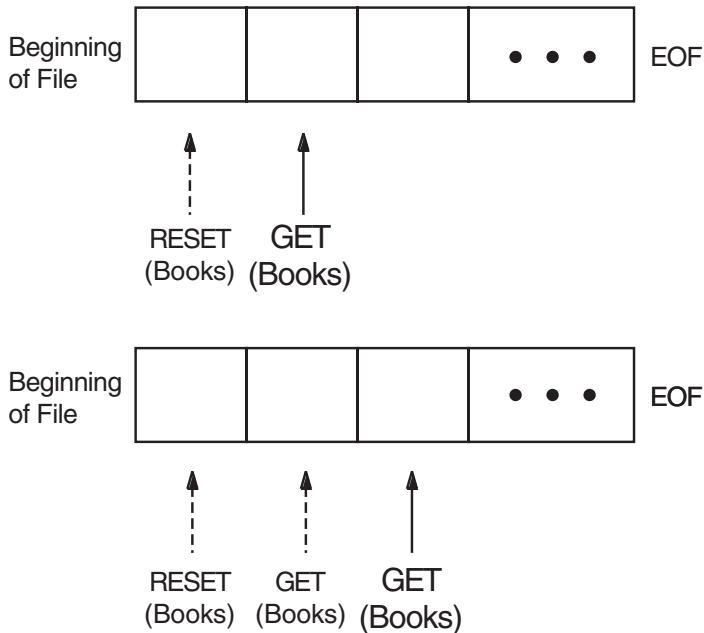 Beginning
of File
EOF
RESET
(Books)
GET
(Books)
Beginning
of File
EOF
RESET
(Books)
GET
(Books)
GET
(Books)